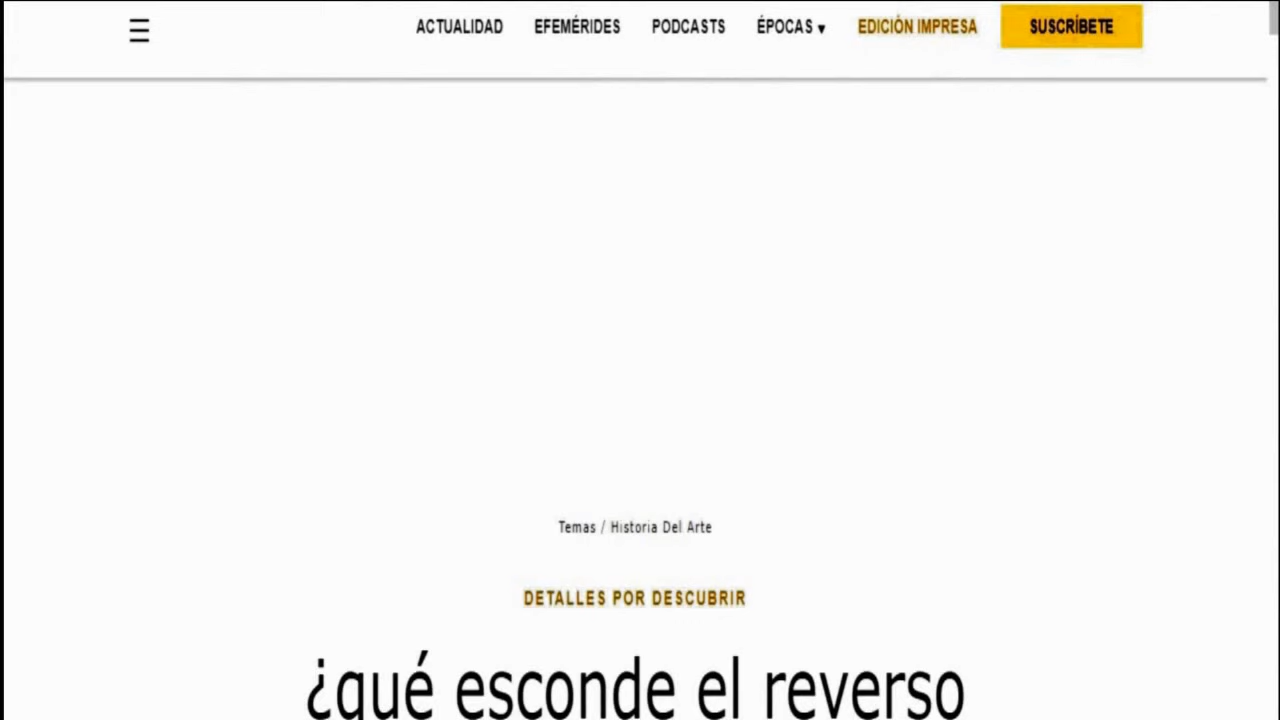 ACTUALIDAD EFEMÉRIDES PODCASTS ÉPOCAS ▾ EDICIÓN IMPRESA SUSCRÍBETE
Temas / Historia Del Arte
DETALLES POR DESCUBRIR
¿qué esconde el reverso